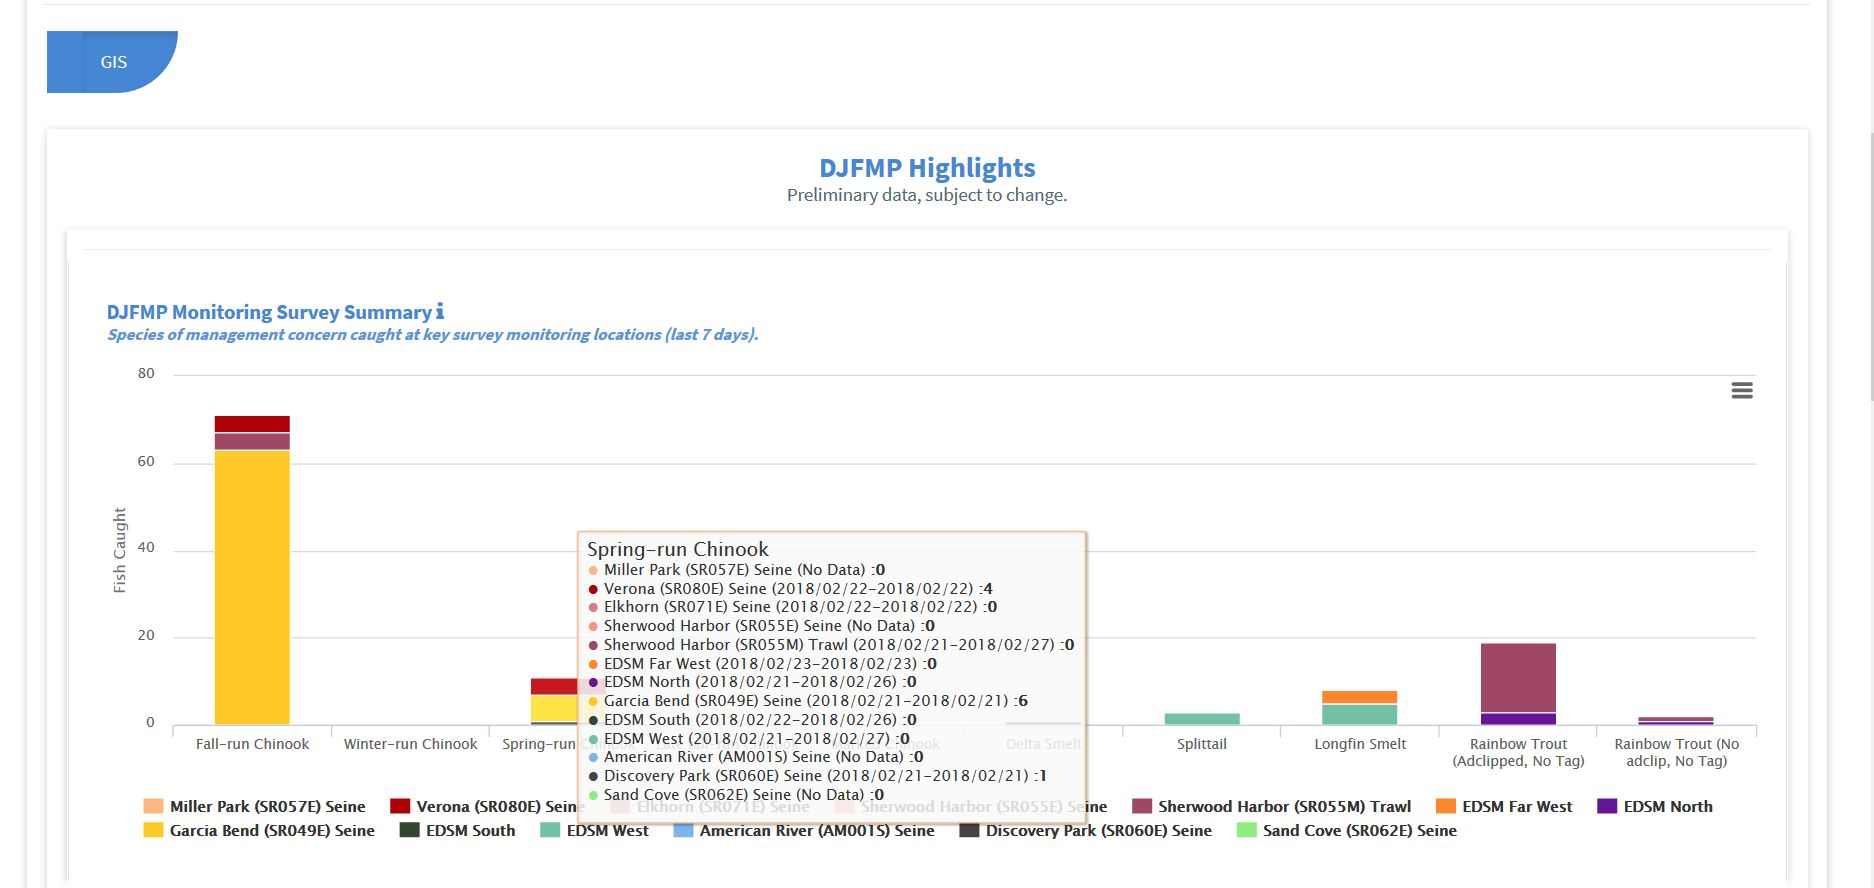 GIS
DJFMP Highlights
Preliminary data, subject to change.
DJFMP Monitoring Survey Summary
Species of management concern caught at key survey monitoring locations (last 7 days).
80
60
40
20
0
Fish Caught
Spring-run Chinook
Miller Park (SR057E) Seine (No Data) :0
Verona (SR080E) Seine (2018/02/22-2018/02/22) :4
Elkhorn (SR071E) Seine (2018/02/22-2018/02/22) :0
Sherwood Harbor (SR055E) Seine (No Data) :0
Sherwood Harbor (SR055M) Trawl (2018/02/21-2018/02/27) :0
EDSM Far West (2018/02/23-2018/02/23) :0
EDSM North (2018/02/21-2018/02/26) :0
Garcia Bend (SR049E) Seine (2018/02/21-2018/02/21) :6
EDSM South (2018/02/22-2018/02/26) :0
EDSM West (2018/02/21-2018/02/27) :0
American River (AM001S) Seine (No Data) :0
Discovery Park (SR060E) Seine (2018/02/21-2018/02/21) :1
Sand Cove (SR062E) Seine (No Data) :0
Fall-run Chinook
Winter-run Chinook
Spring-run Chinook
Chinook
Delta Smelt
Splittail
Longfin Smelt
Rainbow Trout
(Adclipped, No Tag)
Rainbow Trout (No
adclip, No Tag)
Miller Park (SR057E) Seine Verona (SR080E) Seine Elkhorn (SR071E) Seine Sherwood Harbor (SR055E) Seine Sherwood Harbor (SR055M) Trawl EDSM Far West EDSM North
Garcia Bend (SR049E) Seine EDSM South EDSM West American River (AM001S) Seine Discovery Park (SR060E) Seine Sand Cove (SR062E) Seine